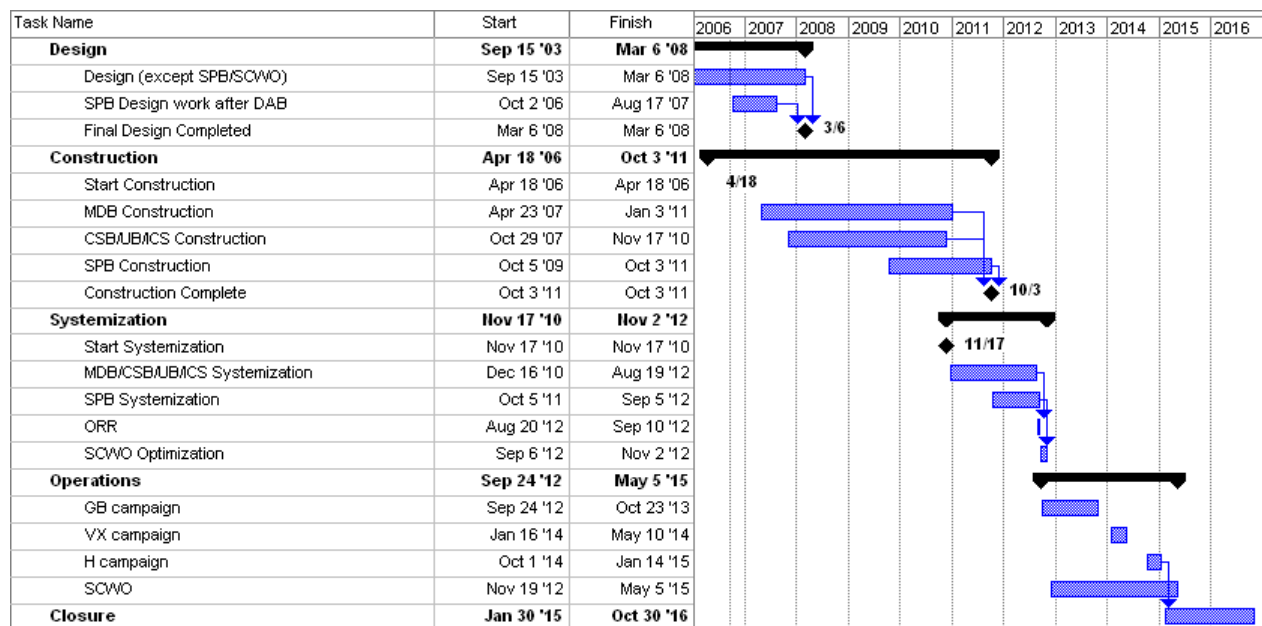 Task Name Start Finish 2006 2007 2008 2009 2010 2011 2012 2013 2014 2015 2016
Design Sep 15 '03 Mar 6 '08
Design (except SPB/SCWO) Sep 15 '03 Mar 6 '08
SPB Design work after DAB Oct 2 '06 Aug 17 '07
Final Design Completed Mar 6 '08 Mar 6 '08 3/6
Construction Apr 18 '06 Oct 3 '11
Start Construction Apr 18 '06 Apr 18 '06 4/18
MDB Construction Apr 23 '07 Jan 3 '11
CSB/UB/ICS Construction Oct 29 '07 Nov 17 '10
SPB Construction Oct 5 '09 Oct 3 '11
Construction Complete Oct 3 '11 Oct 3 '11 10/3
Systemization Nov 17 '10 Nov 2 '12
Start Systemization Nov 17 '10 Nov 17 '10 11/17
MDB/CSB/UB/ICS Systemization Dec 16 '10 Aug 19 '12
SPB Systemization Oct 5 '11 Sep 5 '12
ORR Aug 20 '12 Sep 10 '12
SCWO Optimization Sep 6 '12 Nov 2 '12
Operations Sep 24 '12 May 5 '15
GB campaign Sep 24 '12 Oct 23 '13
VX campaign Jan 16 '14 May 10 '14
H campaign Oct 1 '14 Jan 14 '15
SCWO Nov 19 '12 May 5 '15
Closure Jan 30 '15 Oct 30 '16